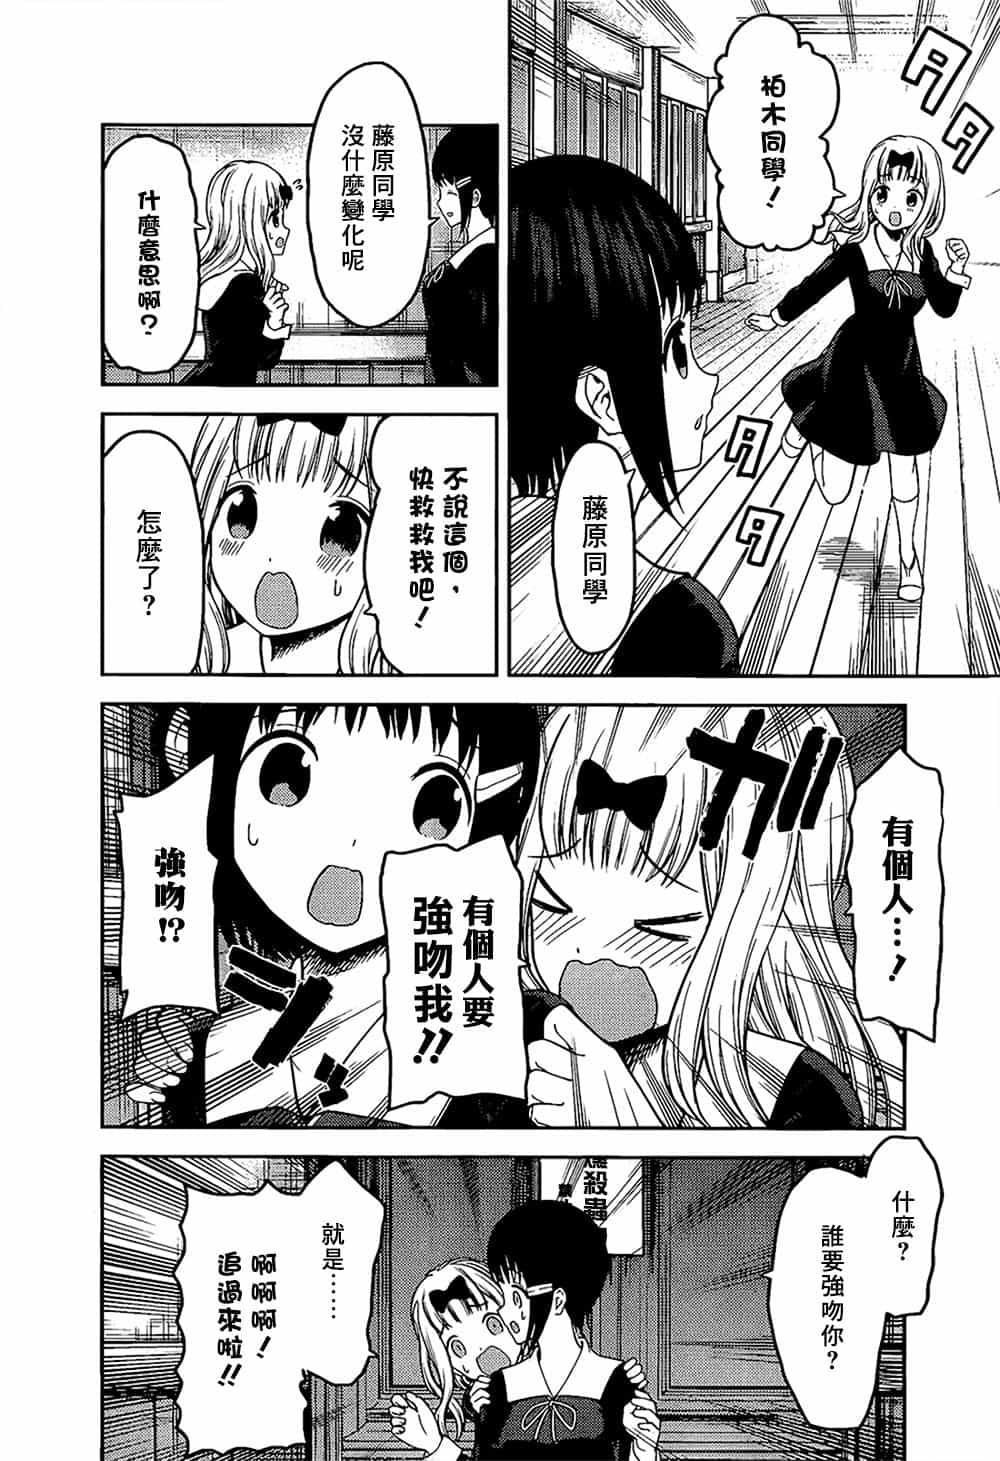 柏木同學！
タタタ
タタ
藤原同學
藤原同學
沒什麼變化呢
什麼意思啊？
不說這個，
快救救我吧！
怎麼了？
有個人…！
有個人要
強吻我！！
強吻！？
什麼？
誰要強吻你？
殺蟲
就是……
啊啊啊！
追過來啦！！